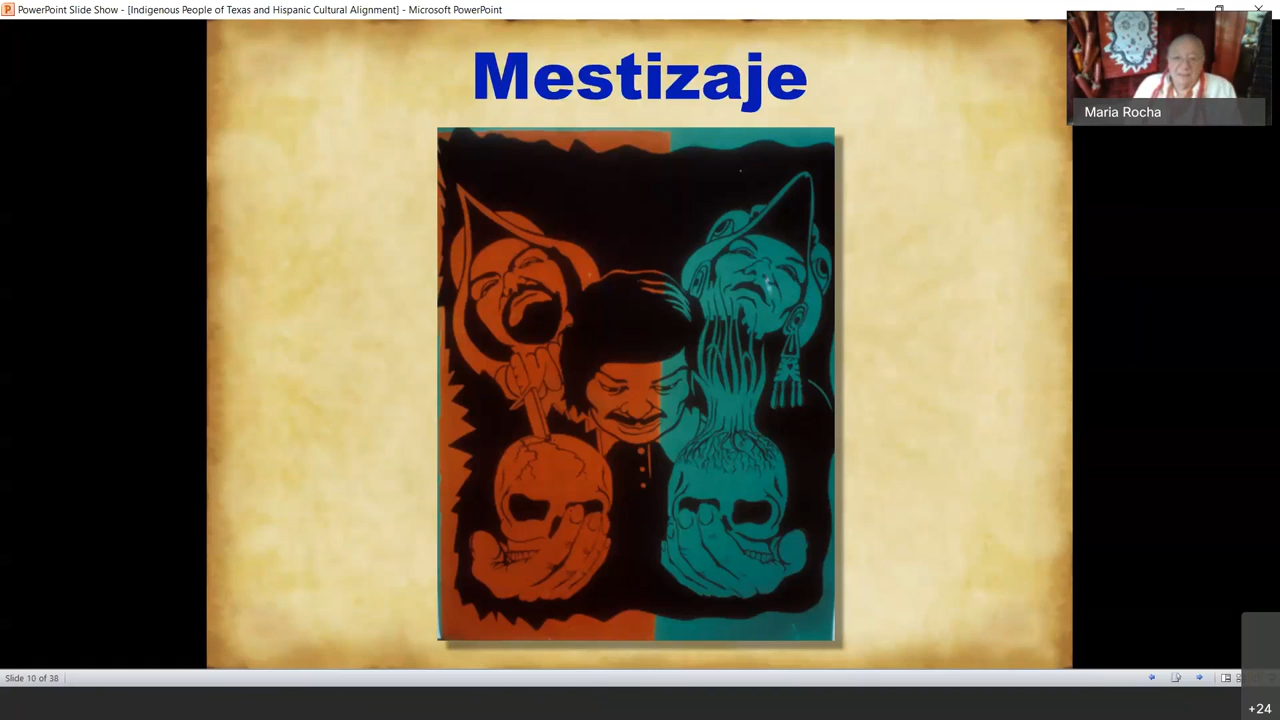 PowerPoint Slide Show - [Indigenous People of Texas and Hispanic Cultural Alignment] - Microsoft PowerPoint
Mestizaje
Maria Rocha
Slide 10 of 38
+24